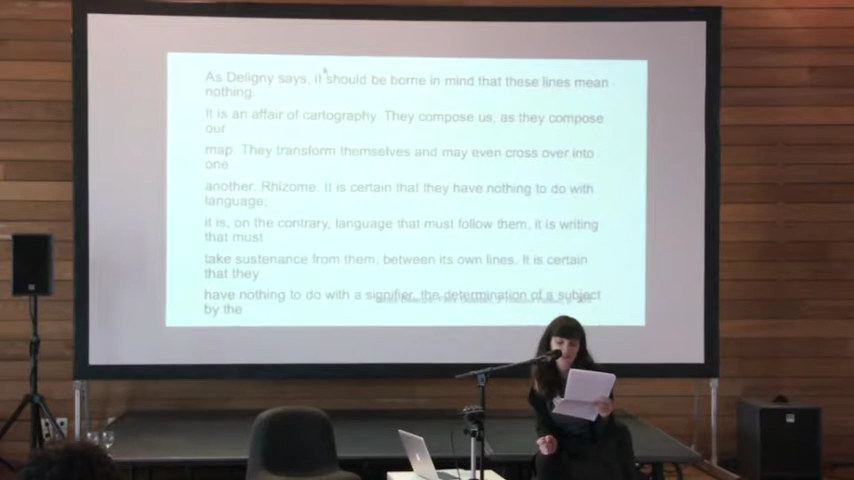 As Deligny says, it should be borne in mind that these lines mean
nothing.
It is an affair of cartography. They compose us, as they compose
our
map. They transform themselves and may even cross over into
one
another. Rhizome. It is certain that they have nothing to do with
language;
it is, on the contrary, language that must follow them, it is writing
that must
take sustenance from them, between its own lines. It is certain
that they
have nothing to do with a signifier, the determination of a subject
by the